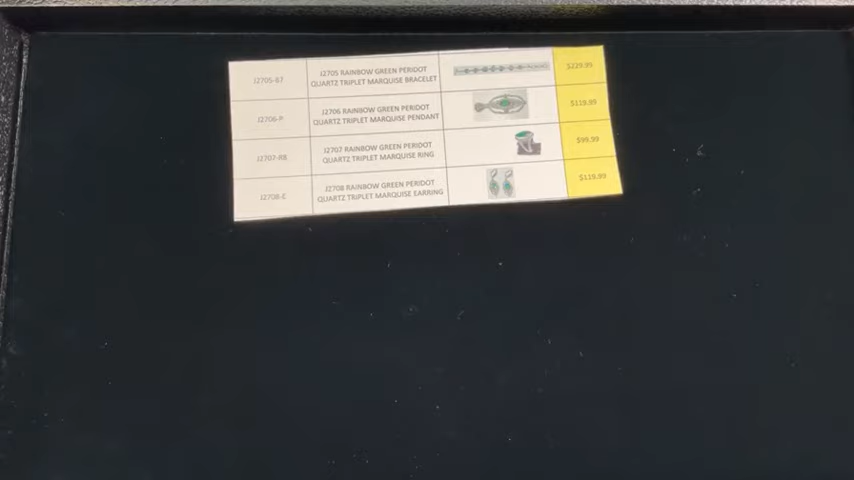 J2705-B7
J2705 RAINBOW GREEN PERIDOT
QUARTZ TRIPLET MARQUISE BRACELET
$229.99
J2706-P
J2706 RAINBOW GREEN PERIDOT
QUARTZ TRIPLET MARQUISE PENDANT
$119.99
J2707-R8
J2707 RAINBOW GREEN PERIDOT
QUARTZ TRIPLET MARQUISE RING
$99.99
J2708-E
J2708 RAINBOW GREEN PERIDOT
QUARTZ TRIPLET MARQUISE EARRING
$119.99